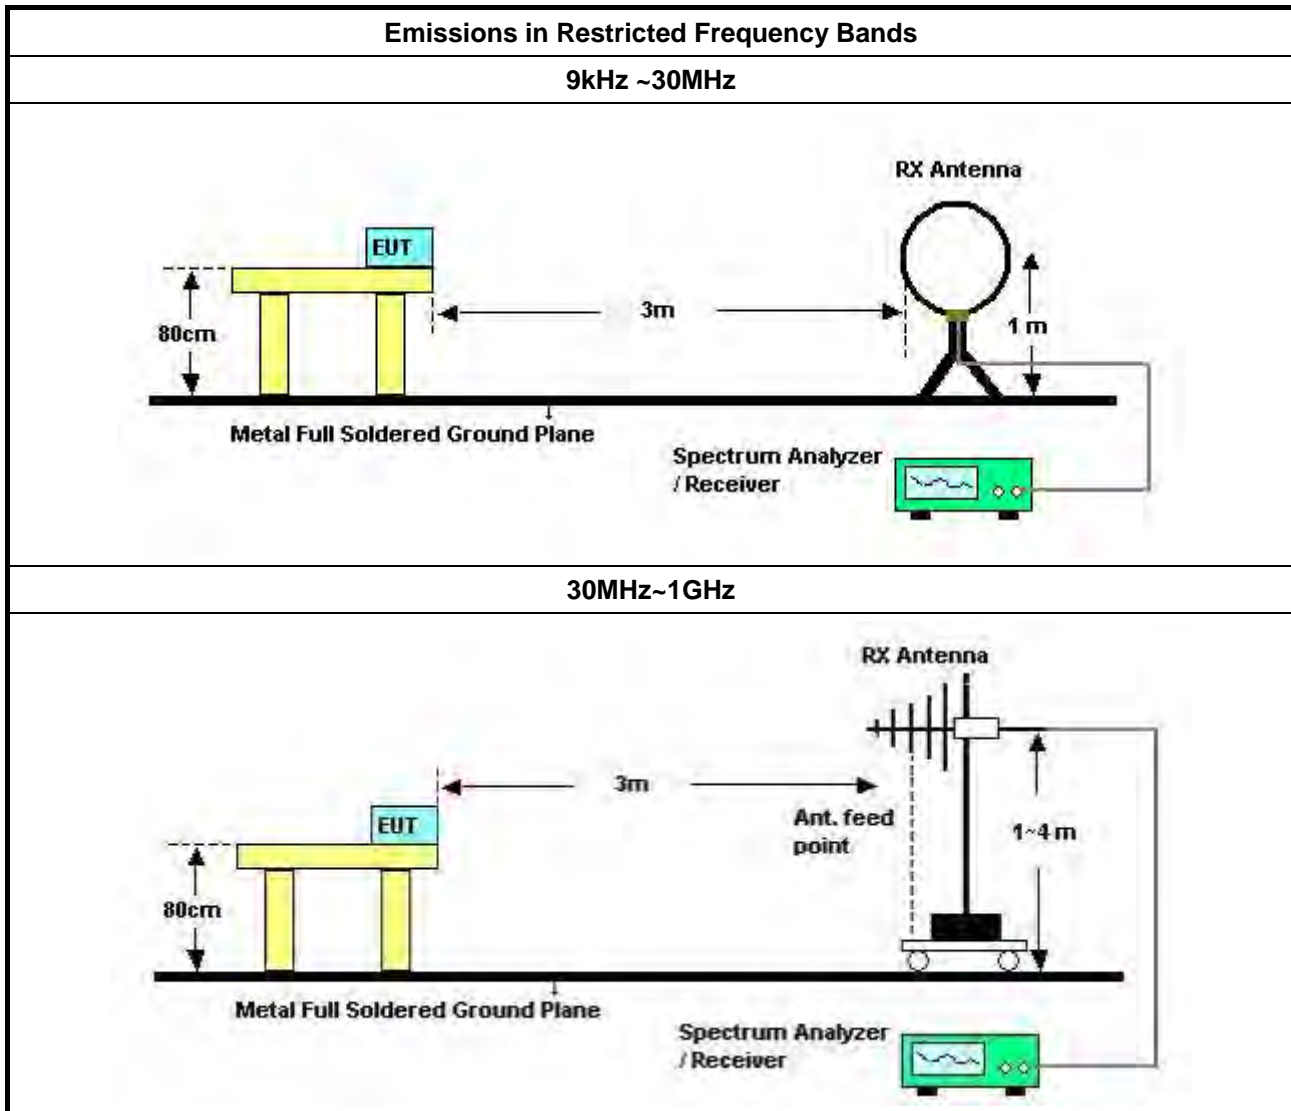 Emissions in Restricted Frequency Bands
9kHz ~30MHz
RX Antenna
EUT
3m
1 m
80cm
Metal Full Soldered Ground Plane
Spectrum Analyzer
/ Receiver
30MHz~1GHz
RX Antenna
3m
EUT
Ant. feed
point
1~4 m
80cm
Metal Full Soldered Ground Plane
Spectrum Analyzer
/ Receiver